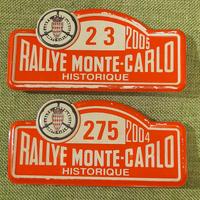 23 2005
RALLYE MONTE-CARLO
HISTORIQUE
275 2004
RALLYE MONTE-CARLO
HISTORIQUE